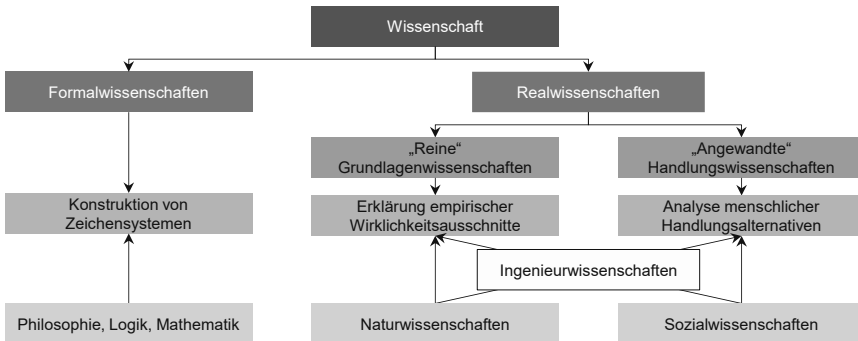 Wissenschaft
Formalwissenschaften
Realwissenschaften
„Reine“
Grundlagenwissenschaften
„Angewandte“
Handlungswissenschaften
Konstruktion von
Zeichensystemen
Erklärung empirischer
Wirklichkeitsausschnitte
Analyse menschlicher
Handlungsalternativen
Ingenieurwissenschaften
Philosophie, Logik, Mathematik
Naturwissenschaften
Sozialwissenschaften